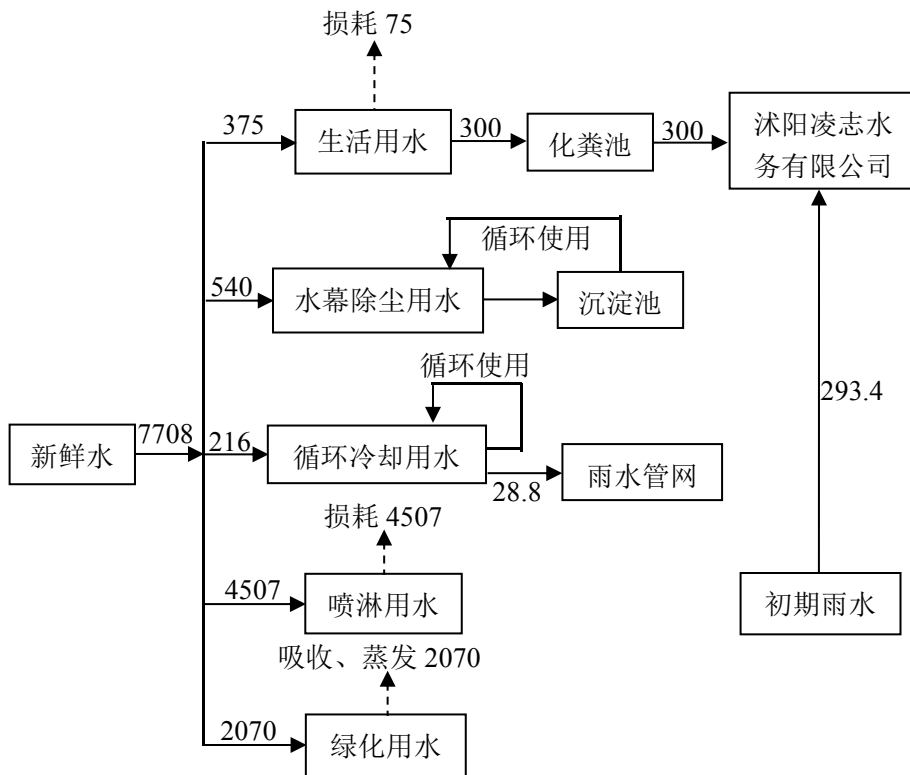 损耗 75
375
生活用水
300
化粪池
300
沭阳凌志水
务有限公司
循环使用
540
水幕除尘用水
沉淀池
循环使用
293.4
新鲜水
7708
216
循环冷却用水
28.8
雨水管网
损耗 4507
4507
喷淋用水
初期雨水
吸收、蒸发 2070
2070
绿化用水